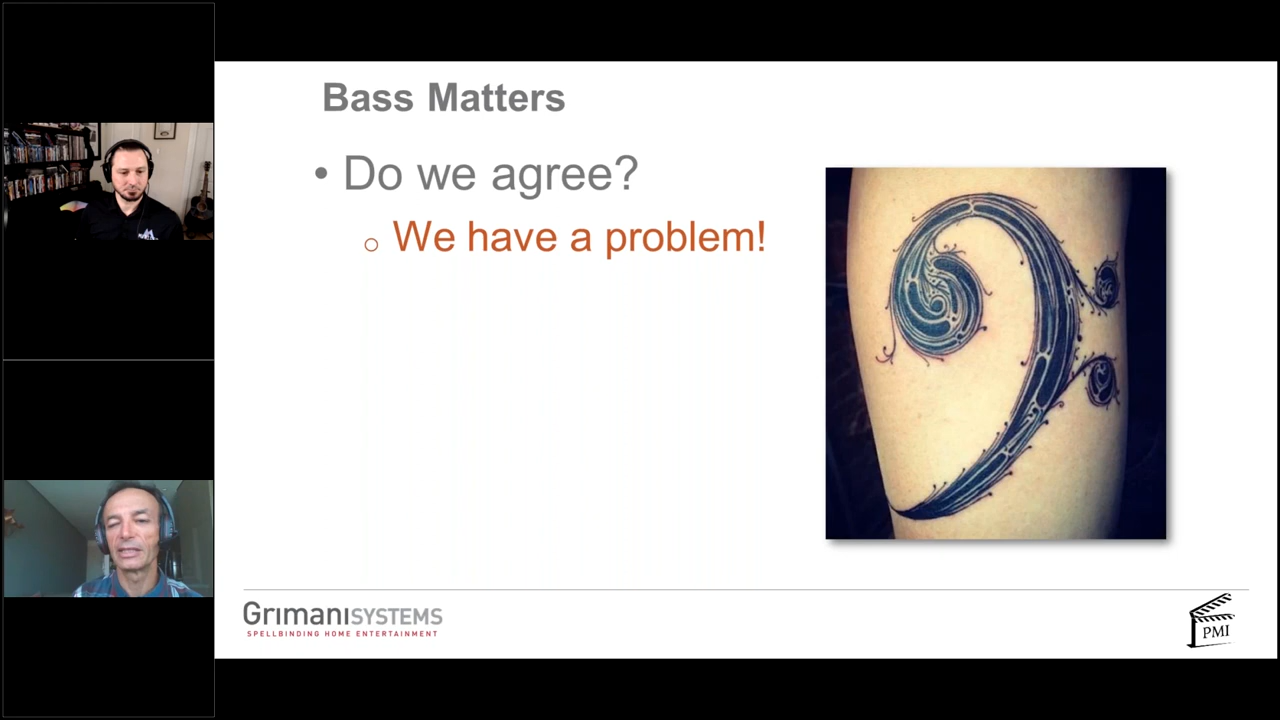 Bass Matters
• Do we agree?
o We have a problem!
GrimaniSYSTEMS
SPELLBINDING HOME ENTERTAINMENT
PMI